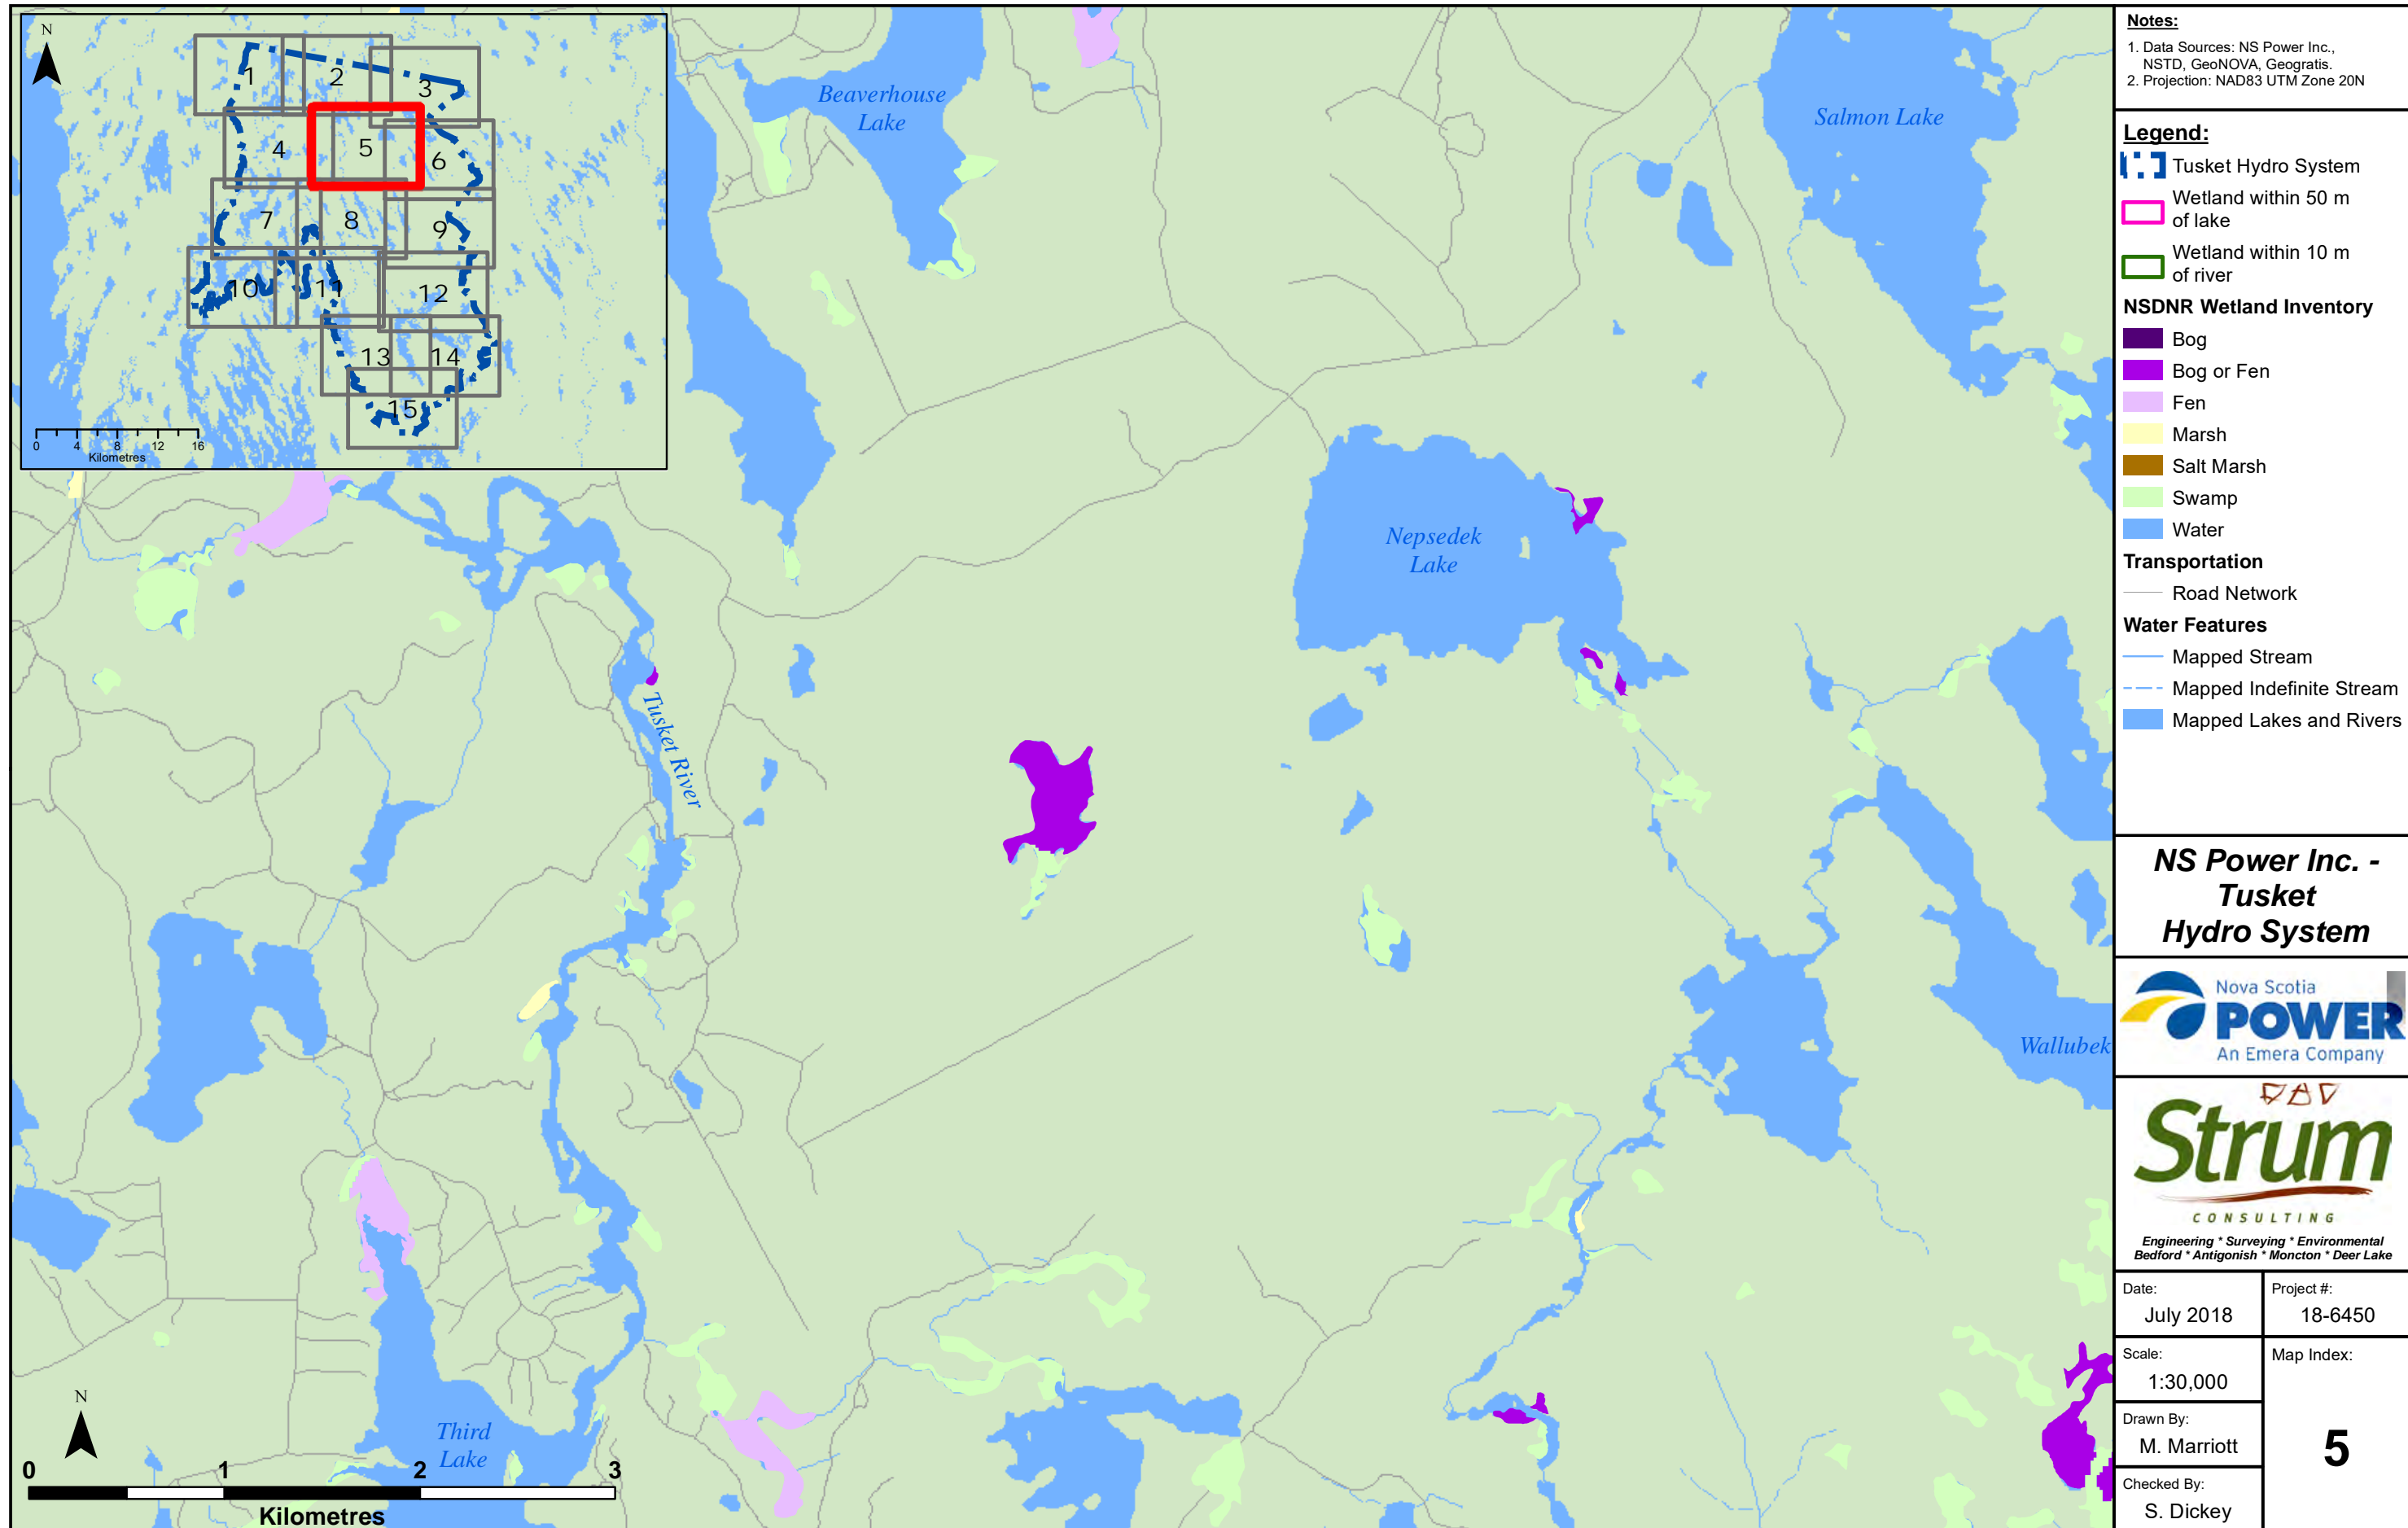 N
1
2
3
4
5
6
7
8
9
10
11
12
13
14
15
0 4 8 12 16
Kilometres
Beaverhouse
Lake
Salmon Lake
Nepsedek
Lake
Tusket River
Wallubek
Third
Lake
N
0 1 2 3
Kilometres
Notes:
1. Data Sources: NS Power Inc.,
NSTD, GeoNOVA, Geogratis.
2. Projection: NAD83 UTM Zone 20N
Legend:
Tusket Hydro System
Wetland within 50 m
of lake
Wetland within 10 m
of river
NSDNR Wetland Inventory
Bog
Bog or Fen
Fen
Marsh
Salt Marsh
Swamp
Water
Transportation
Road Network
Water Features
Mapped Stream
Mapped Indefinite Stream
Mapped Lakes and Rivers
NS Power Inc. -
Tusket
Hydro System
Nova Scotia
POWER
An Emera Company
Strum
CONSULTING
Engineering * Surveying * Environmental
Bedford * Antigonish * Moncton * Deer Lake
Date:
July 2018
Project #:
18-6450
Scale:
1:30,000
Map Index:
5
Drawn By:
M. Marriott
Checked By:
S. Dickey